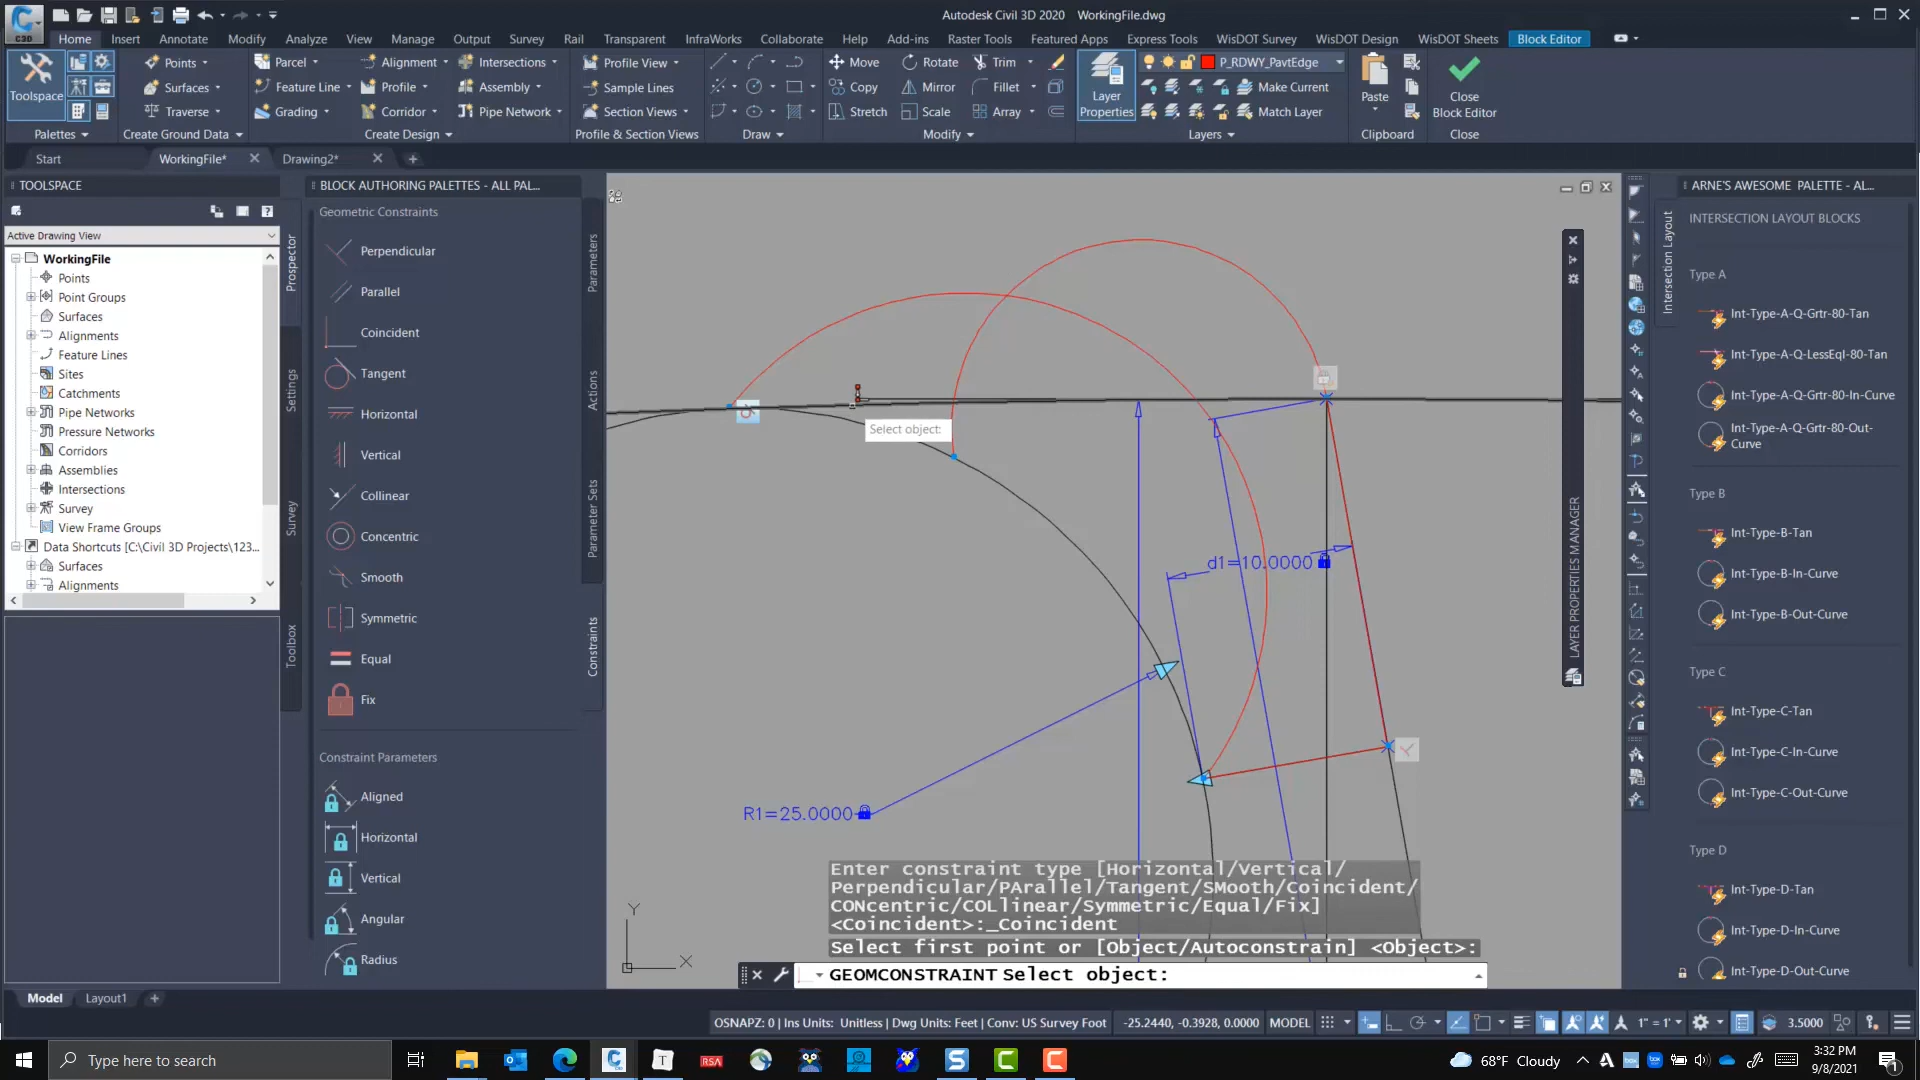 Autodesk Civil 3D 2020 WorkingFile.dwg
C3D
Home Insert Annotate Modify Analyze View Manage Output Survey Rail Transparent InfraWorks Collaborate Help Add-ins Raster Tools Featured Apps Express Tools WisDOT Survey WisDOT Design WisDOT Sheets Block Editor
Points Parcel Alignment Intersections Profile View Move Rotate Trim P_RDWY_PavtEdge
Toolspace Surfaces Feature Line Profile Assembly Sample Lines Copy Mirror Fillet Layer Properties Make Current Paste Close Block Editor
Traverse Grading Corridor Pipe Network Section Views Stretch Scale Array Match Layer
Palettes Create Ground Data Create Design Profile & Section Views Draw Modify Layers Clipboard Close
Start WorkingFile* Drawing2*
TOOLSPACE
Active Drawing View
WorkingFile
Points
Point Groups
Surfaces
Alignments
Feature Lines
Sites
Catchments
Pipe Networks
Pressure Networks
Corridors
Assemblies
Intersections
Survey
View Frame Groups
Data Shortcuts [C:\Civil 3D Projects\123...
Surfaces
Alignments
Prospector
Settings
Survey
Toolbox
BLOCK AUTHORING PALETTES - ALL PAL...
Geometric Constraints
Perpendicular
Parallel
Coincident
Tangent
Horizontal
Vertical
Collinear
Concentric
Smooth
Symmetric
Equal
Fix
Constraint Parameters
Aligned
Horizontal
Vertical
Angular
Radius
Parameters
Actions
Parameter Sets
Constraints
Select object:
d1=10.0000
R1=25.0000
Y
X
Enter constraint type [Horizontal/Vertical/
Perpendicular/PArallel/Tangent/SMooth/Coincident/
CONcentric/COLlinear/Symmetric/Equal/Fix]
<Coincident>:_Coincident
Select first point or [Object/Autoconstrain] <Object>:
GEOMCONSTRAINT Select object:
LAYER PROPERTIES MANAGER
ARNE'S AWESOME PALETTE - AL...
Intersection Layout
INTERSECTION LAYOUT BLOCKS
Type A
Int-Type-A-Q-Grtr-80-Tan
Int-Type-A-Q-LessEql-80-Tan
Int-Type-A-Q-Grtr-80-In-Curve
Int-Type-A-Q-Grtr-80-Out-
Curve
Type B
Int-Type-B-Tan
Int-Type-B-In-Curve
Int-Type-B-Out-Curve
Type C
Int-Type-C-Tan
Int-Type-C-In-Curve
Int-Type-C-Out-Curve
Type D
Int-Type-D-Tan
Int-Type-D-In-Curve
Int-Type-D-Out-Curve
Model Layout1
OSNAPZ: 0 | Ins Units: Unitless | Dwg Units: Feet | Conv: US Survey Foot -25.2440, -0.3928, 0.0000 MODEL 1" = 1' 3.5000
Type here to search
T RSA S C C
68°F Cloudy
3:32 PM
9/8/2021
1